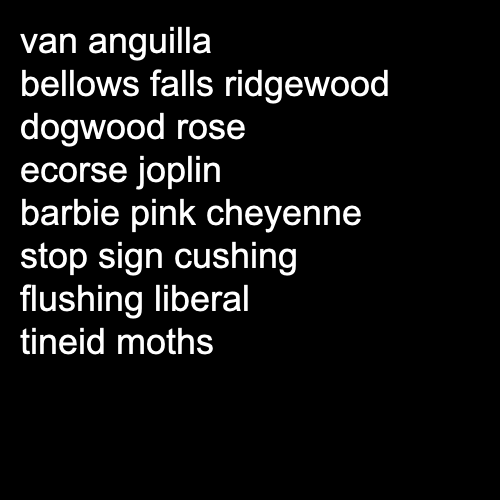 van anguilla
bellows falls ridgewood
dogwood rose
ecorse joplin
barbie pink cheyenne
stop sign cushing
flushing liberal
tineid moths